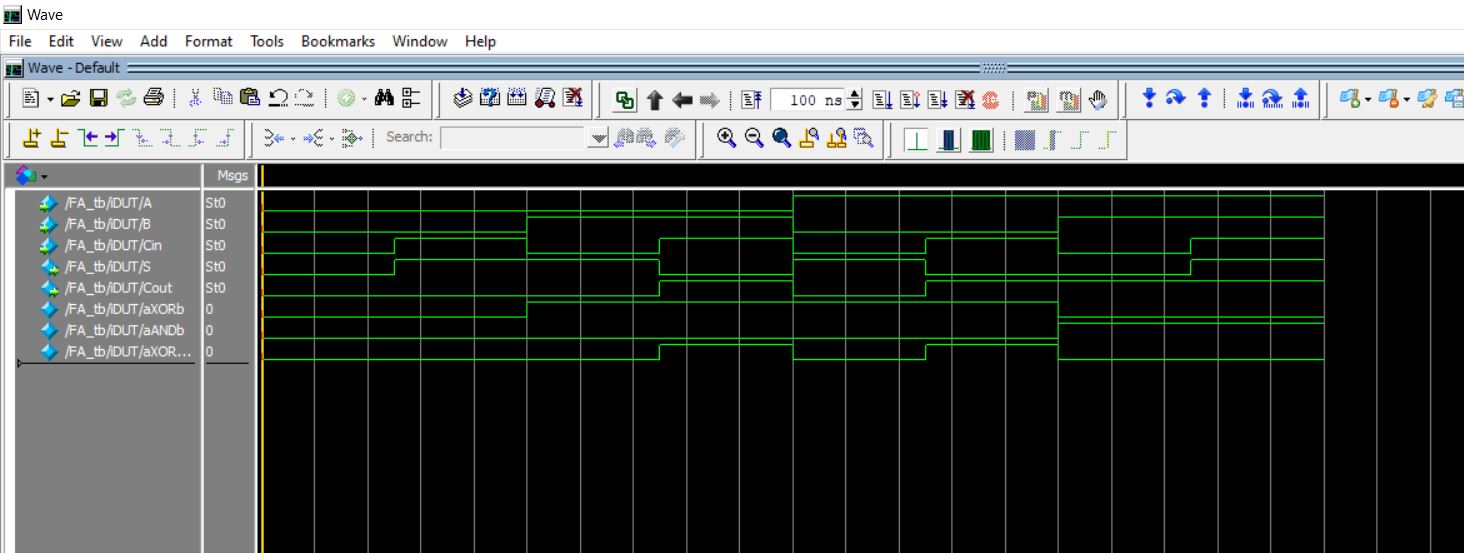 Wave
File Edit View Add Format Tools Bookmarks Window Help
Wave - Default
100 ns
Search:
Msgs
/FA_tb/iDUT/A St0
/FA_tb/iDUT/B St0
/FA_tb/iDUT/Cin St0
/FA_tb/iDUT/S St0
/FA_tb/iDUT/Cout St0
/FA_tb/iDUT/aXORb 0
/FA_tb/iDUT/aANDb 0
/FA_tb/iDUT/aXOR... 0